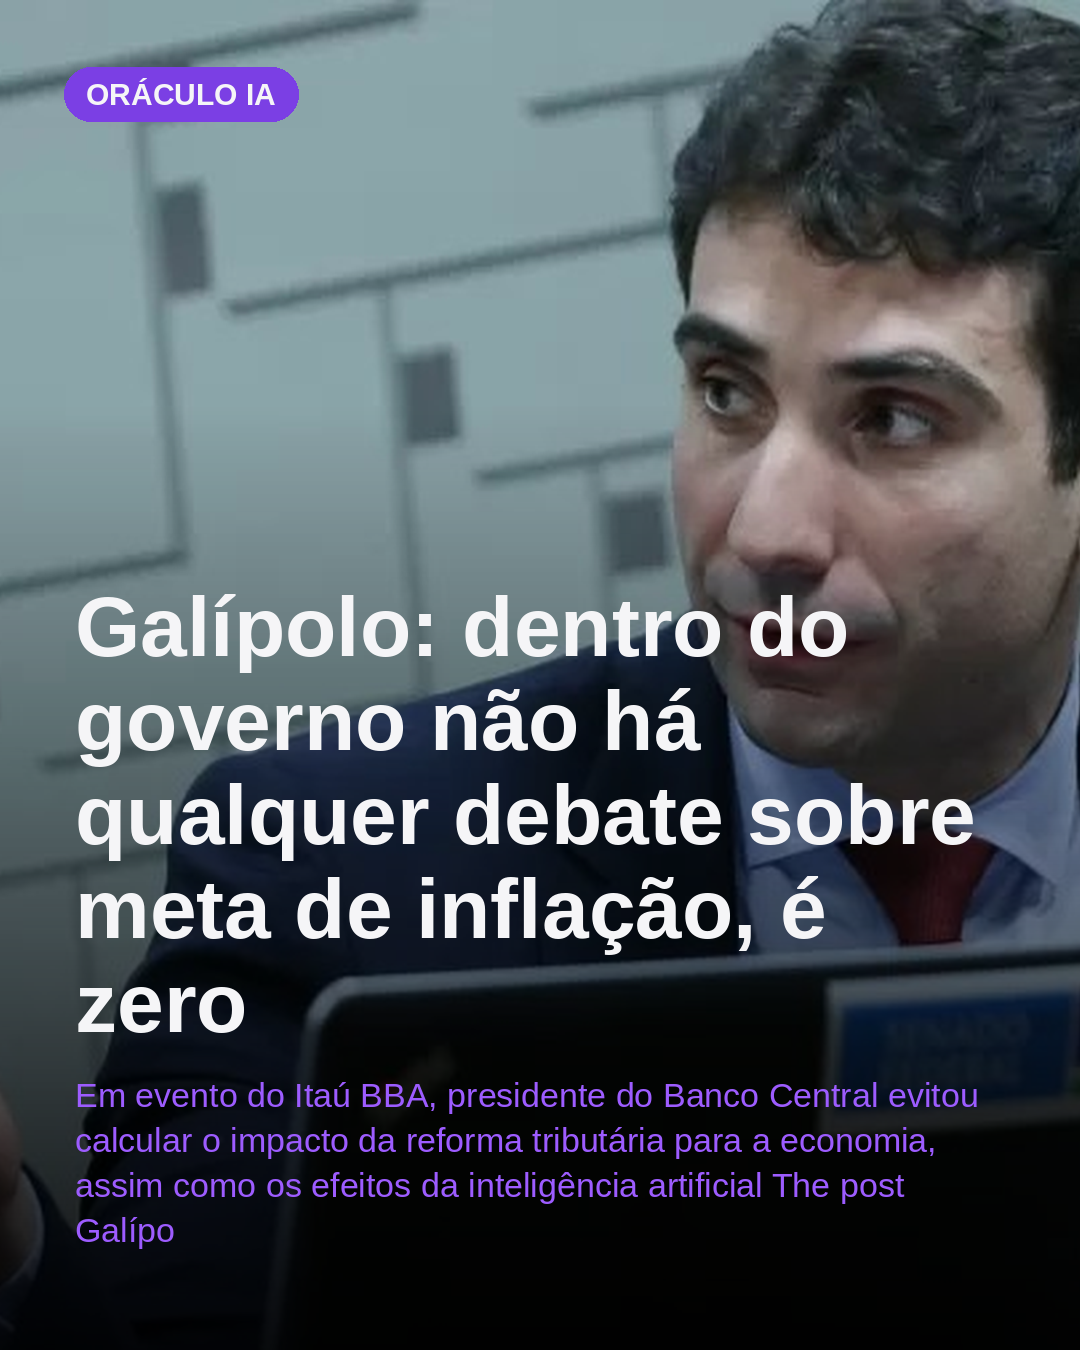 ORÁCULO IA
Galípolo: dentro do
governo não há
qualquer debate sobre
meta de inflação, é
zero
Em evento do Itaú BBA, presidente do Banco Central evitou
calcular o impacto da reforma tributária para a economia,
assim como os efeitos da inteligência artificial The post
Galípo